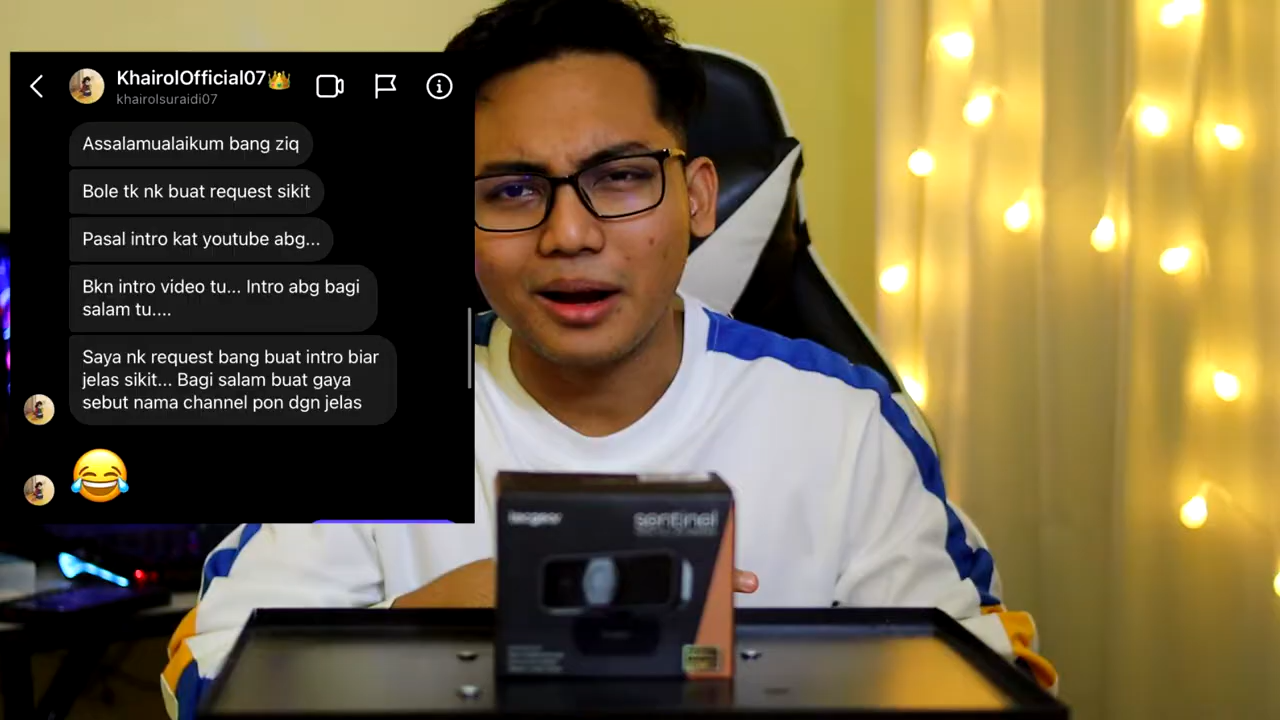 KhairolOfficial07👑
khairolsuraidi07
Assalamualaikum bang ziq
Bole tk nk buat request sikit
Pasal intro kat youtube abg...
Bkn intro video tu... Intro abg bagi
salam tu....
Saya nk request bang buat intro biar
jelas sikit... Bagi salam buat gaya
sebut nama channel pon dgn jelas
😂
sentinel